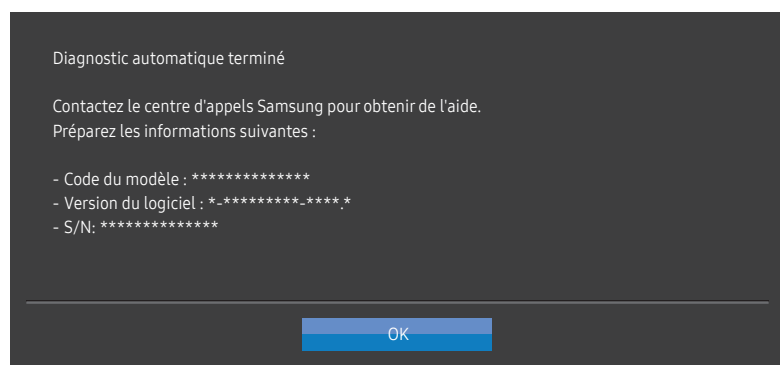 Diagnostic automatique terminé
Contactez le centre d'appels Samsung pour obtenir de l'aide.
Préparez les informations suivantes :
- Code du modèle : **************
- Version du logiciel : *-*********-****.*
- S/N: **************
OK